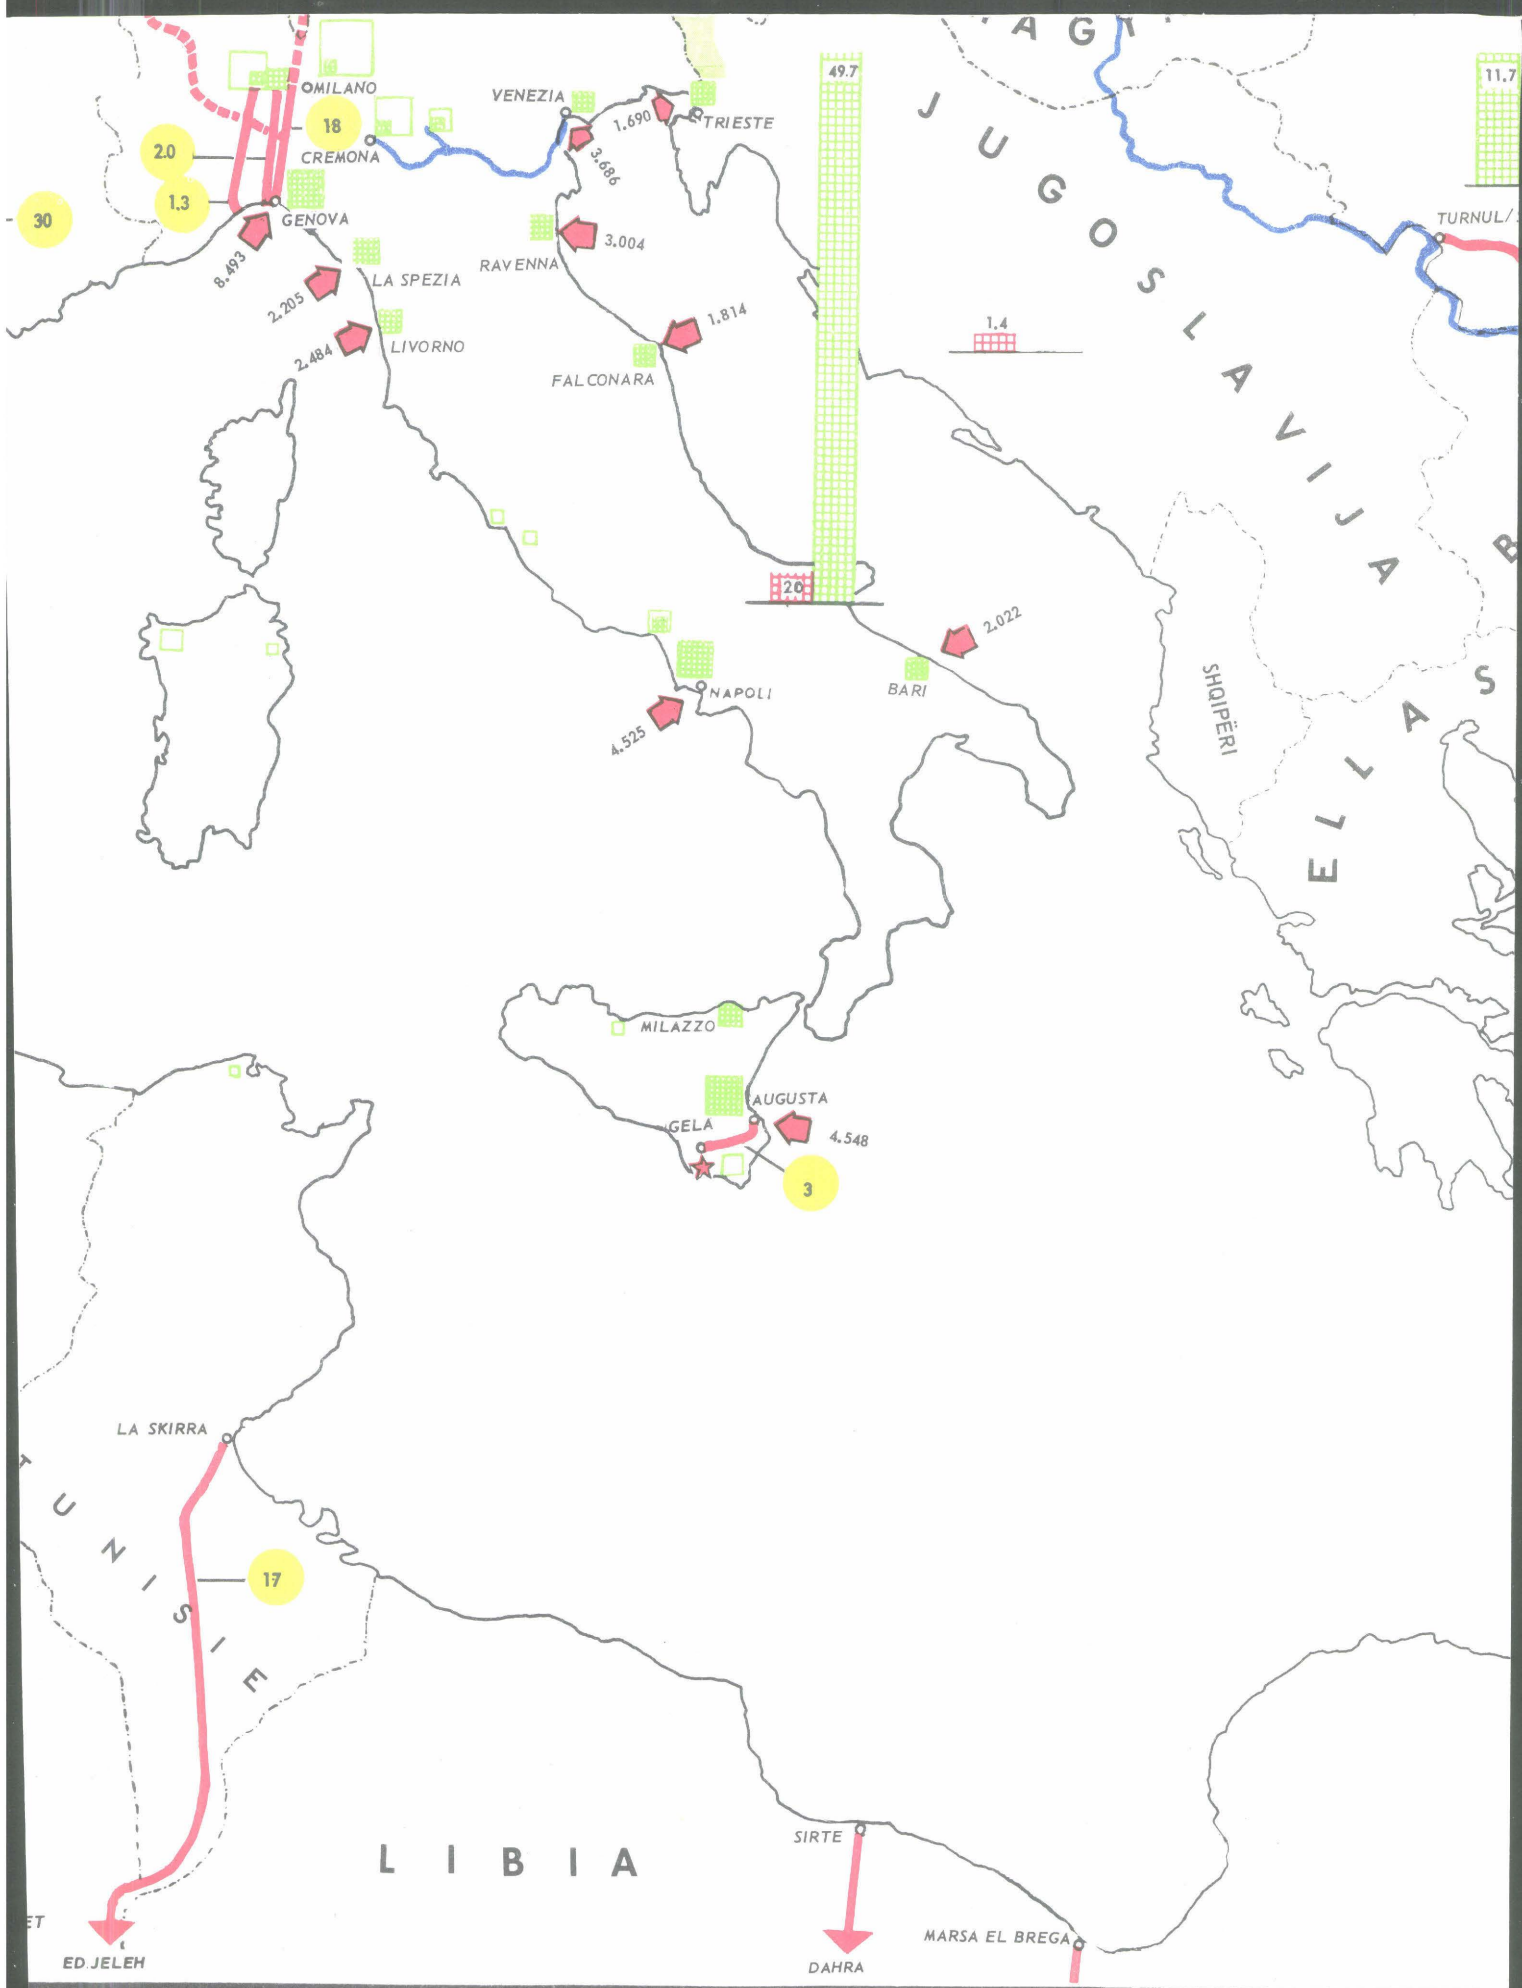 A G
49.7
11.7
MILANO
VENEZIA
1.690
TRIESTE
18
2.0
CREMONA
3.686
1.3
30
GENOVA
TURNUL/
JUGOSLAVIJA
8.493
3.004
RAVENNA
LA SPEZIA
2.205
1.814
1.4
2.484
LIVORNO
FALCONARA
B
20
2.022
BARI
NAPOLI
4.525
SHQIPËRI
ELLAS
MILAZZO
AUGUSTA
GELA
4.548
3
LA SKIRRA
TUNISIE
17
LIBIA
SIRTE
ET
MARSA EL BREGA
ED.JELEH
DAHRA